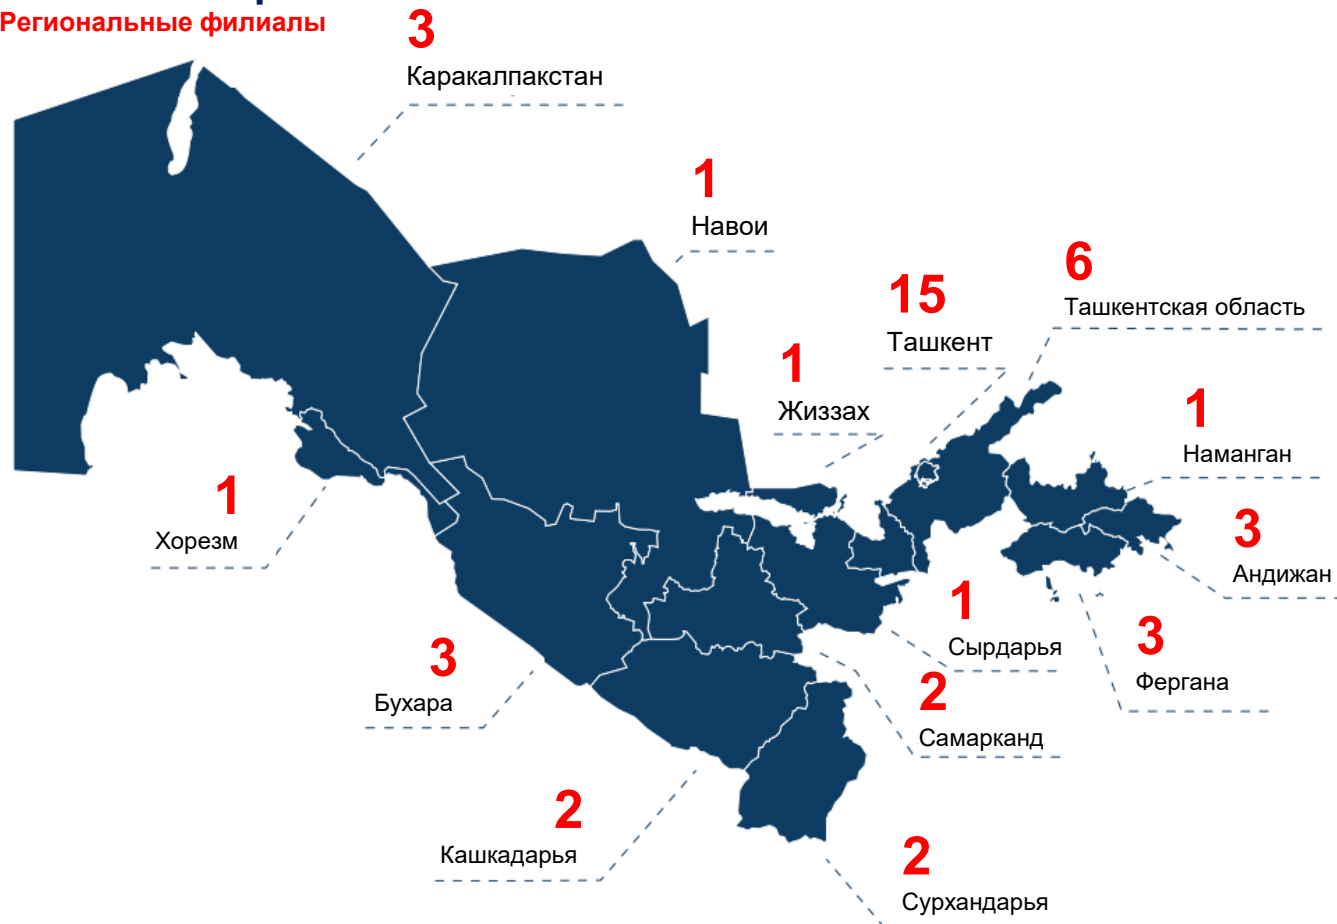 Региональные филиалы
3
Каракалпакстан
1
Навои
6
Ташкентская область
15
Ташкент
1
Жиззах
1
Наманган
1
Хорезм
3
Андижан
1
Сырдарья
3
Фергана
3
Бухара
2
Самарканд
2
Кашкадарья
2
Сурхандарья